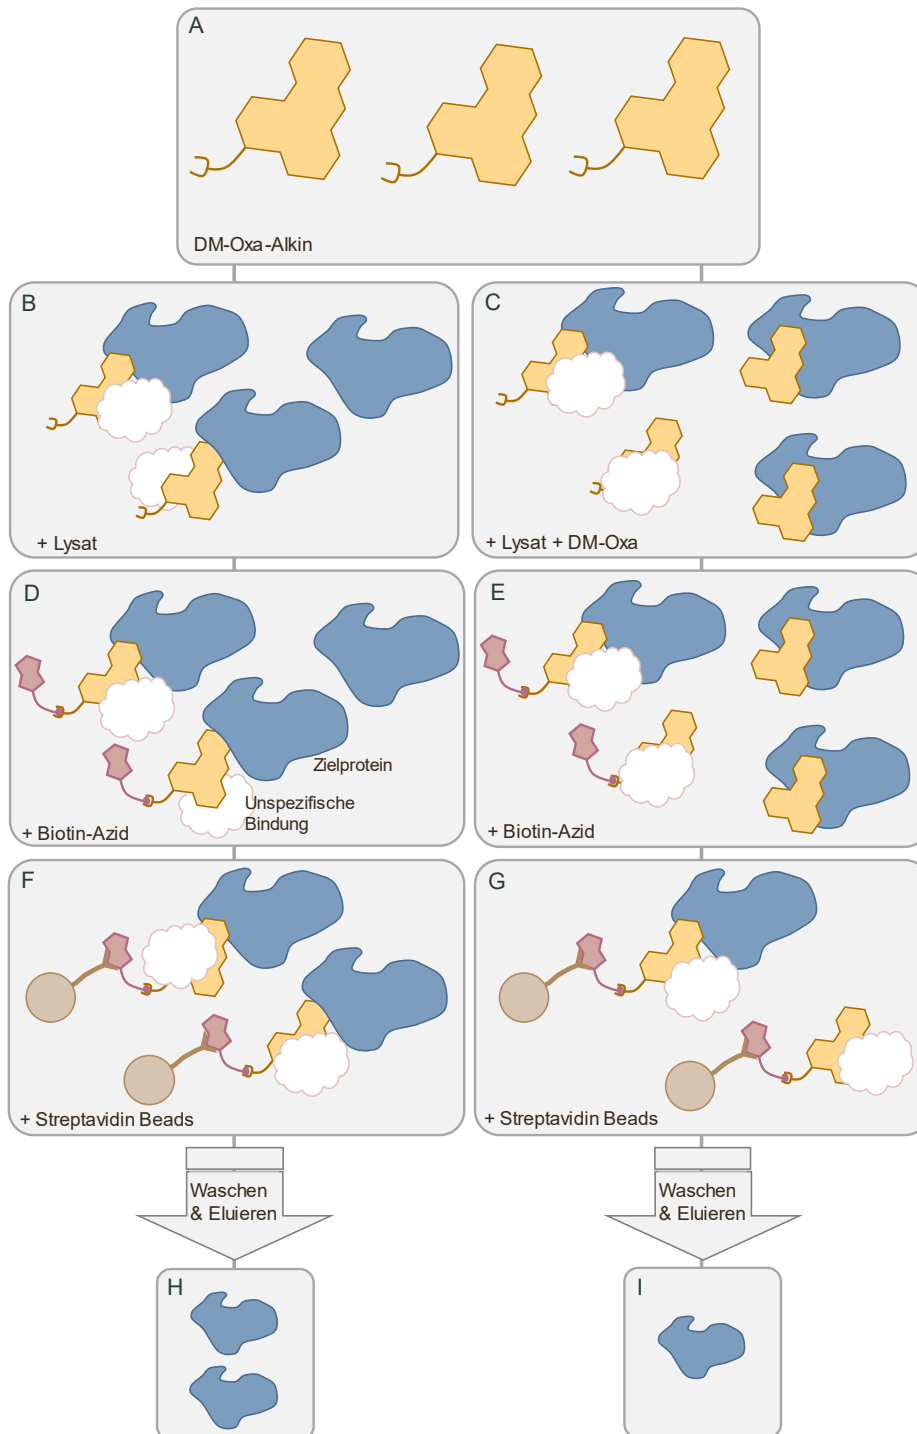 A
DM-Oxa-Alkin
B
+ Lysat
C
+ Lysat + DM-Oxa
D
Zielprotein
Unspezifische
Bindung
+ Biotin-Azid
E
+ Biotin-Azid
F
+ Streptavidin Beads
G
+ Streptavidin Beads
Waschen
& Eluieren
Waschen
& Eluieren
H
I